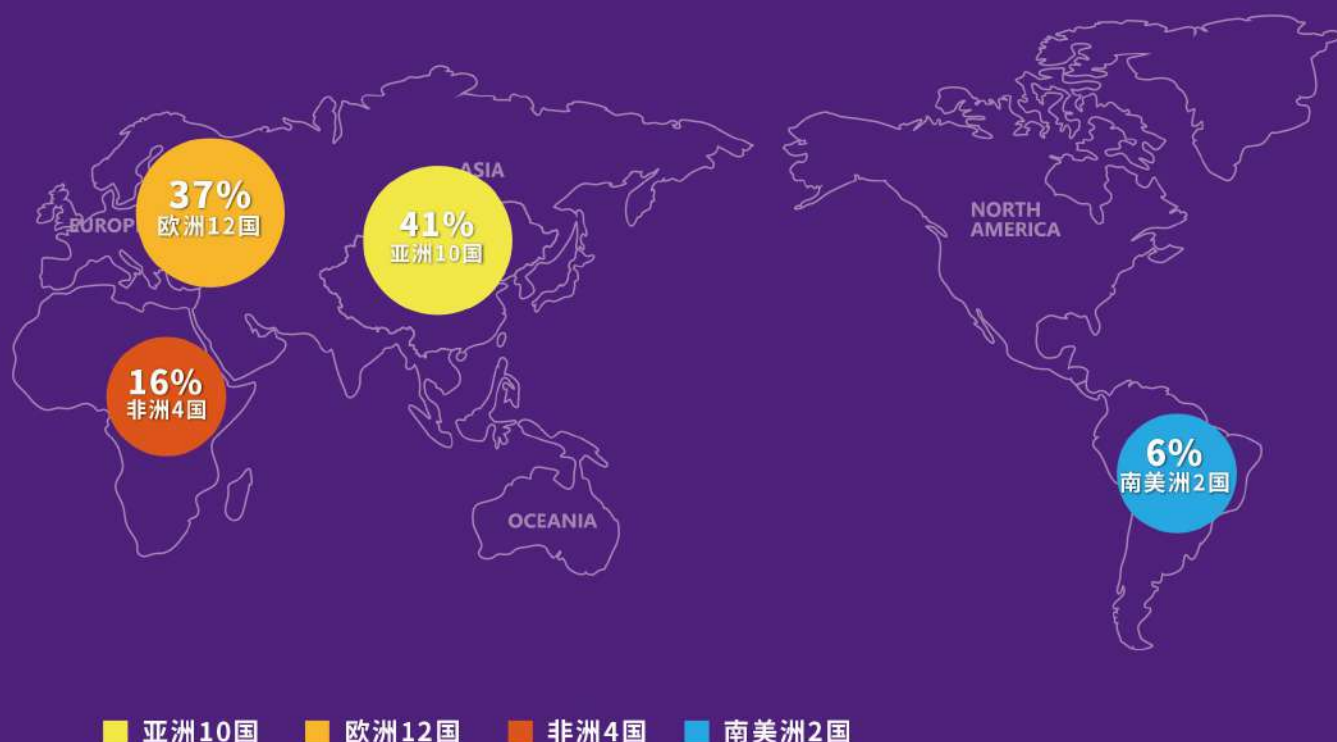 ASIA
37%
欧洲12国
EUROP
41%
亚洲10国
NORTH
AMERICA
16%
非洲4国
6%
南美洲2国
OCEANIA
亚洲10国
欧洲12国
非洲4国
南美洲2国